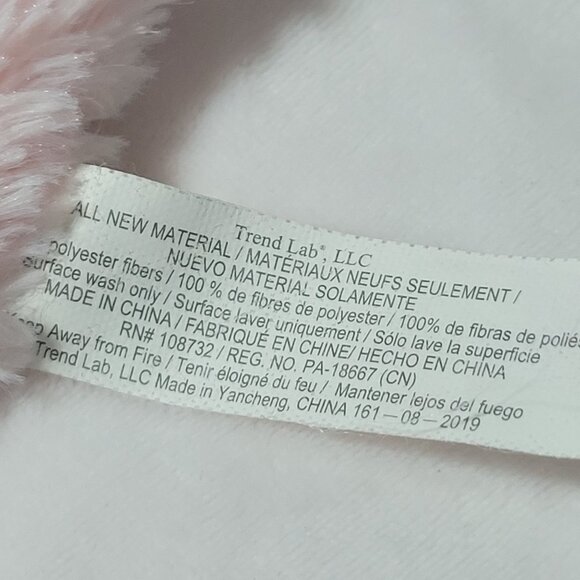 Trend Lab®, LLC
ALL NEW MATERIAL / MATÉRIAUX NEUFS SEULEMENT /
NUEVO MATERIAL SOLAMENTE
polyester fibers / 100 % de fibres de polyester / 100% de fibras de poliés
Surface wash only / Surface laver uniquement / Sólo lave la superficie
MADE IN CHINA / FABRIQUÉ EN CHINE/ HECHO EN CHINA
RN# 108732 / REG. NO. PA-18667 (CN)
Keep Away from Fire / Tenir éloigné du feu / Mantener lejos del fuego
Trend Lab, LLC Made in Yancheng, CHINA 161-08-2019